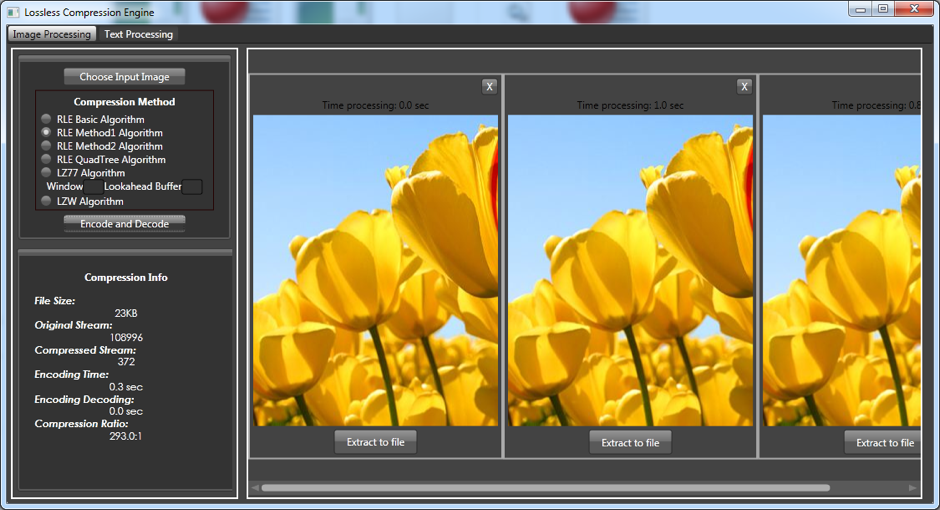 Lossless Compression Engine
Image Processing Text Processing
Choose Input Image
Compression Method
RLE Basic Algorithm
RLE Method1 Algorithm
RLE Method2 Algorithm
RLE QuadTree Algorithm
LZ77 Algorithm
Window Lookahead Buffer
LZW Algorithm
Encode and Decode
Compression Info
File Size:
23KB
Original Stream:
108996
Compressed Stream:
372
Encoding Time:
0.3 sec
Encoding Decoding:
0.0 sec
Compression Ratio:
293.0:1
X
Time processing: 0.0 sec
Extract to file
X
Time processing: 1.0 sec
Extract to file
Time processing:
Extract to file